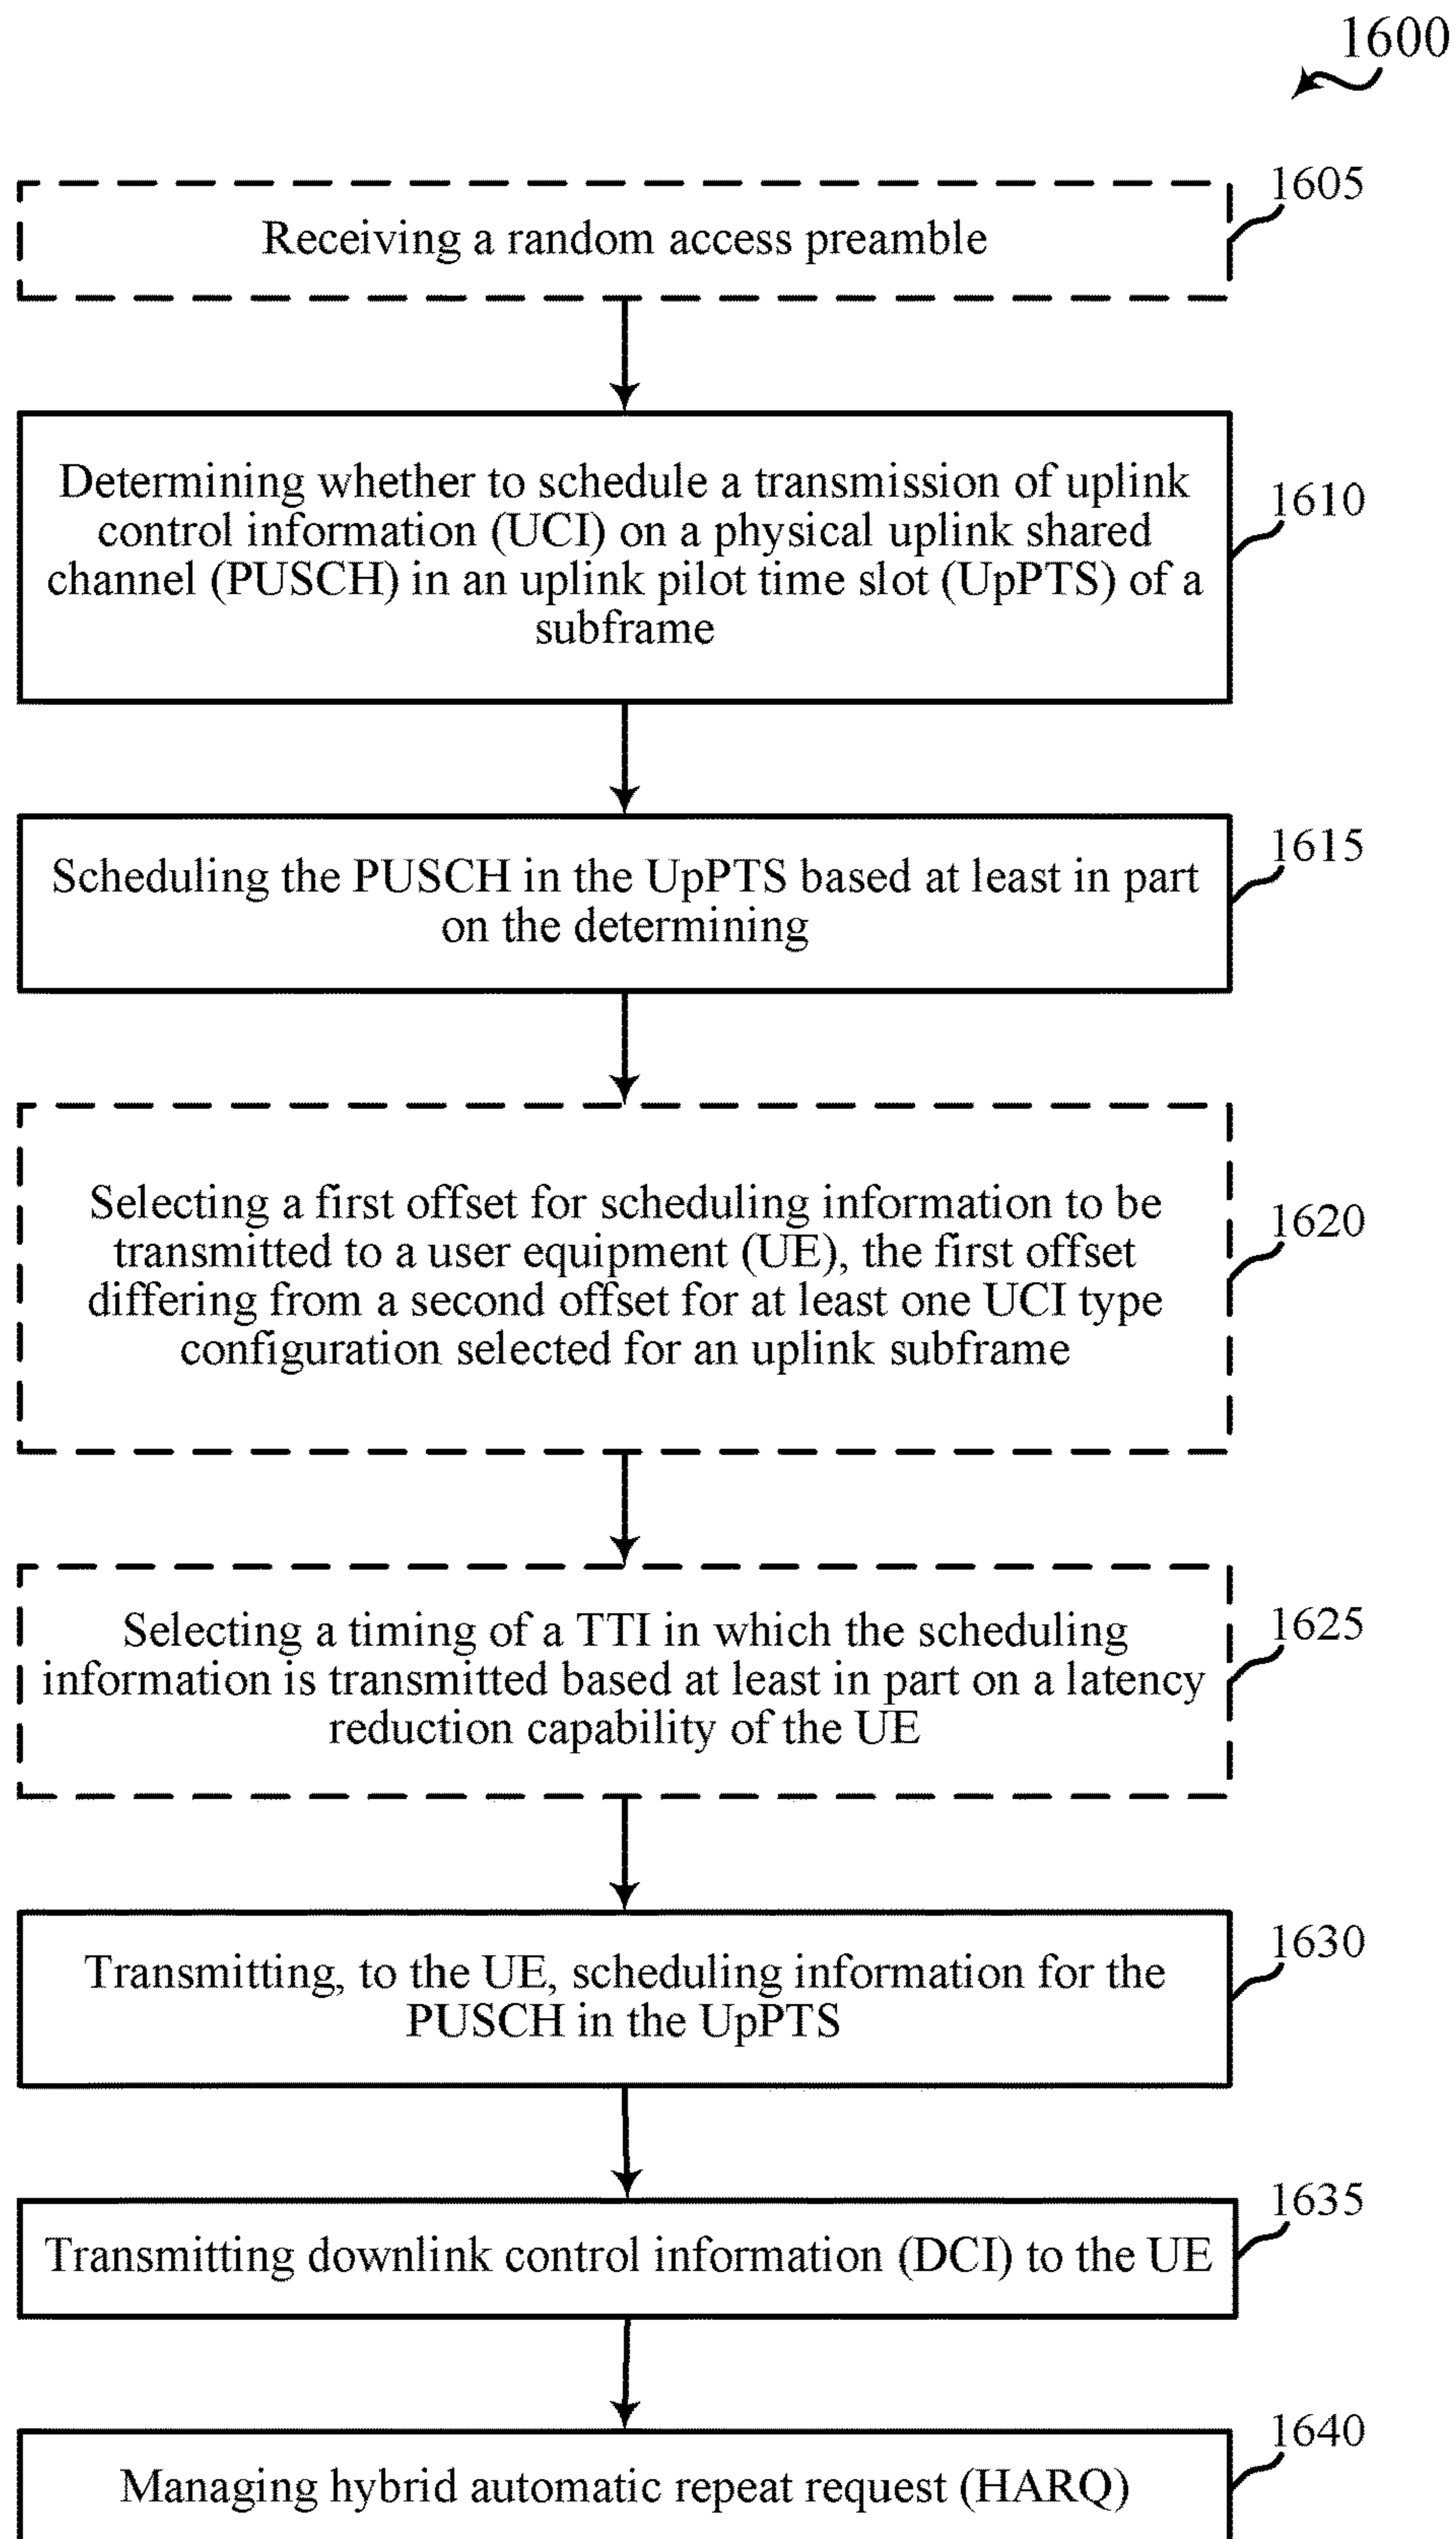 1600
1605
Receiving a random access preamble
Determining whether to schedule a transmission of uplink
control information (UCI) on a physical uplink shared
channel (PUSCH) in an uplink pilot time slot (UpPTS) of a
subframe
1610
Scheduling the PUSCH in the UpPTS based at least in part
on the determining
1615
Selecting a first offset for scheduling information to be
transmitted to a user equipment (UE), the first offset
differing from a second offset for at least one UCI type
configuration selected for an uplink subframe
1620
Selecting a timing of a TTI in which the scheduling
information is transmitted based at least in part on a latency
reduction capability of the UE
1625
Transmitting, to the UE, scheduling information for the
PUSCH in the UpPTS
1630
Transmitting downlink control information (DCI) to the UE
1635
Managing hybrid automatic repeat request (HARQ)
1640